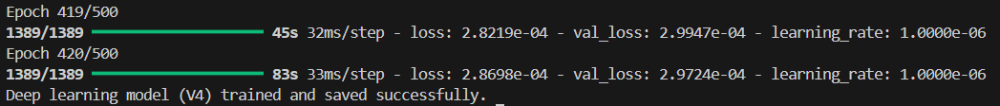 Epoch 419/500
1389/1389 ━━━━━━━━━━━━━━━━━━━━ 45s 32ms/step - loss: 2.8219e-04 - val_loss: 2.9947e-04 - learning_rate: 1.0000e-06
Epoch 420/500
1389/1389 ━━━━━━━━━━━━━━━━━━━━ 83s 33ms/step - loss: 2.8698e-04 - val_loss: 2.9724e-04 - learning_rate: 1.0000e-06
Deep learning model (V4) trained and saved successfully.